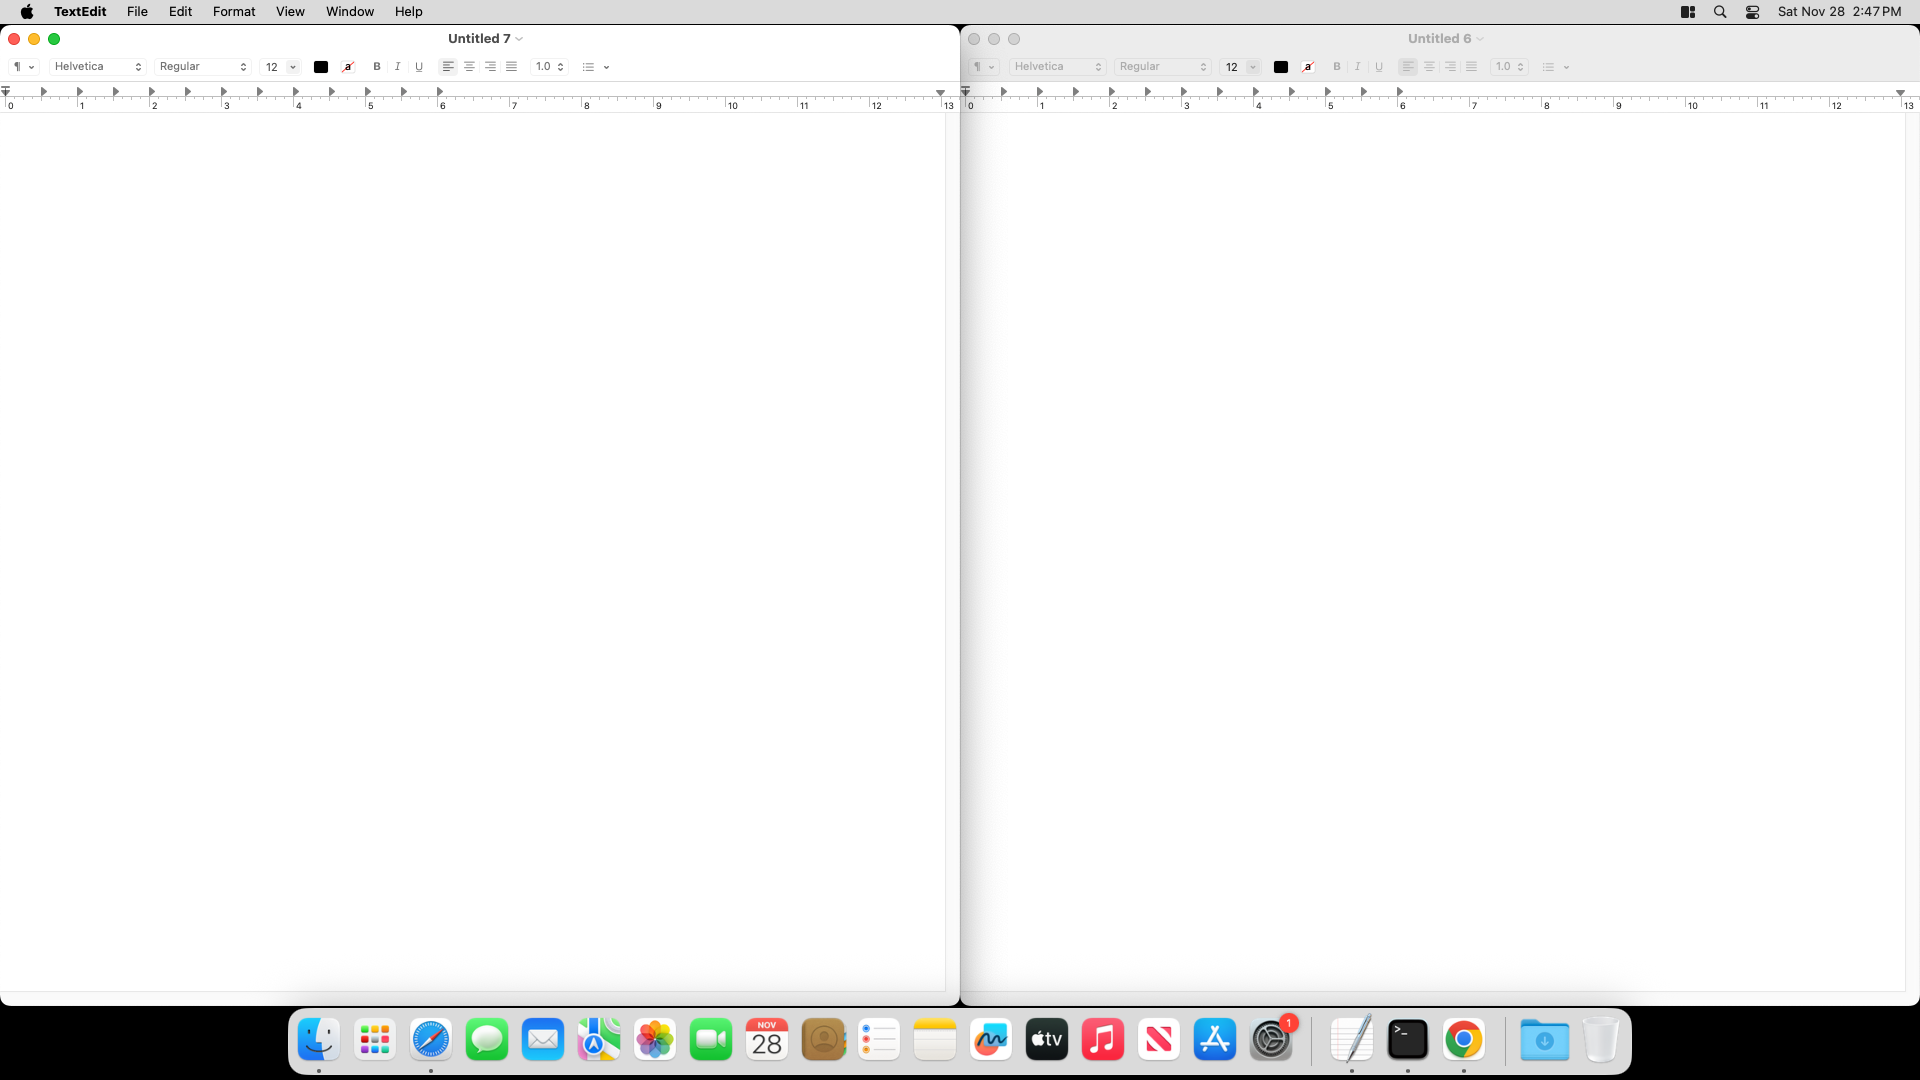 TextEdit File Edit Format View Window Help Sat Nov 28 2:47 PM
Untitled 7
¶ Helvetica Regular 12 a B I U 1.0
0 1 2 3 4 5 6 7 8 9 10 11 12 13
Untitled 6
¶ Helvetica Regular 12 a B I U 1.0
0 1 2 3 4 5 6 7 8 9 10 11 12 13
NOV
28
tv
1
>_